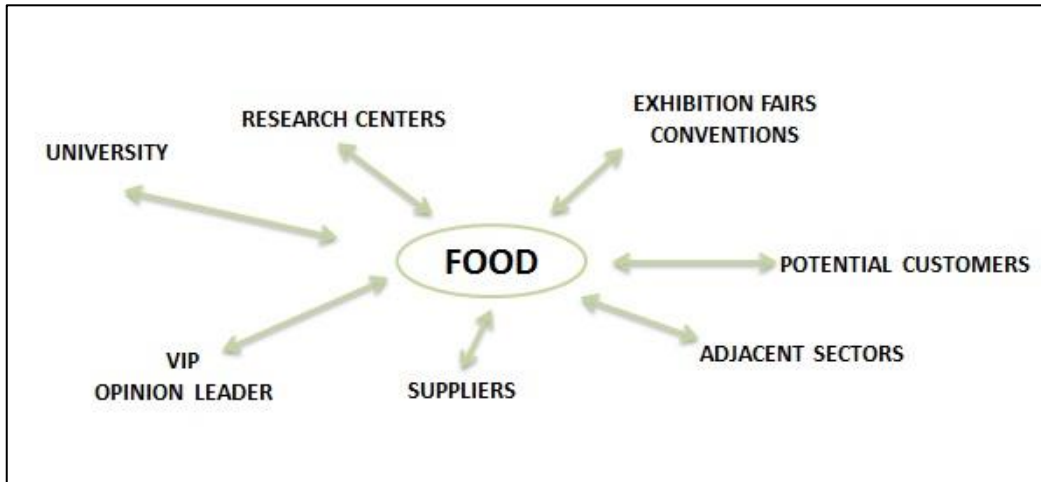 EXHIBITION FAIRS
CONVENTIONS
RESEARCH CENTERS
UNIVERSITY
FOOD
POTENTIAL CUSTOMERS
ADJACENT SECTORS
VIP
OPINION LEADER
SUPPLIERS